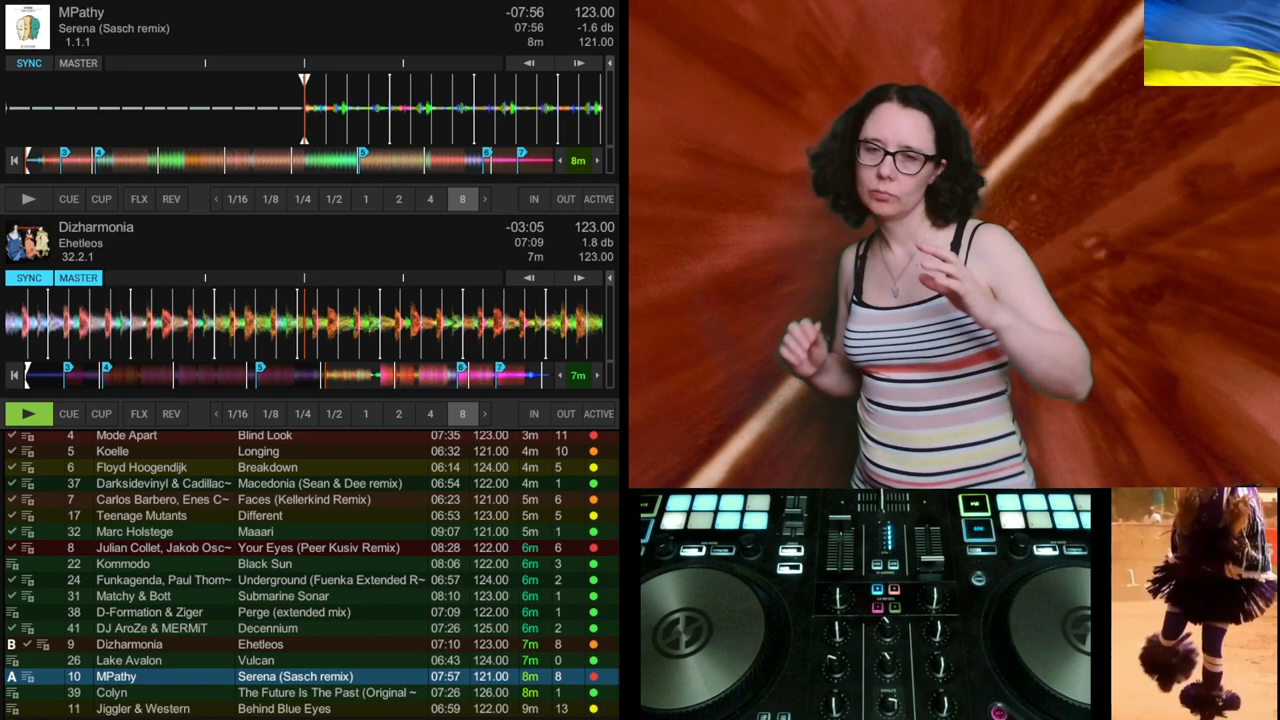 MPathy -07:56 123.00
Serena (Sasch remix) 07:56 -1.6 db
1.1.1 8m 121.00
SYNC MASTER
3 4 5 6 7 8m
CUE CUP FLX REV 1/16 1/8 1/4 1/2 1 2 4 8 IN OUT ACTIVE
Dizharmonia -03:05 123.00
Ehetleos 07:09 1.8 db
32.2.1 7m 123.00
SYNC MASTER
3 4 5 6 7 7m
CUE CUP FLX REV 1/16 1/8 1/4 1/2 1 2 4 8 IN OUT ACTIVE
4 Mode Apart Blind Look 07:35 123.00 3m 11
5 Koelle Longing 06:32 121.00 4m 10
6 Floyd Hoogendijk Breakdown 06:14 124.00 4m 5
37 Darksidevinyl & Cadillac~ Macedonia (Sean & Dee remix) 06:54 122.00 4m 1
7 Carlos Barbero, Enes C~ Faces (Kellerkind Remix) 06:23 121.00 5m 6
17 Teenage Mutants Different 06:53 123.00 5m 5
32 Marc Holstege Maaari 09:07 121.00 5m 1
8 Julian Collet, Jakob Osc~ Your Eyes (Peer Kusiv Remix) 08:28 122.00 6m 6
22 Kommodo Black Sun 08:00 122.00 6m 3
24 Funkagenda, Paul Thom~ Underground (Fuenka Extended R~ 06:57 124.00 6m 2
31 Matchy & Bott Submarine Sonar 08:10 123.00 6m 1
38 D-Formation & Ziger Perge (extended mix) 07:05 122.00 6m 1
41 DJ AroZe & MERMiT Decennium 07:26 125.00 6m 2
B 9 Dizharmonia Ehetleos 07:10 123.00 7m 8
26 Lake Avalon Vulcan 06:43 124.00 7m 0
A 10 MPathy Serena (Sasch remix) 07:57 121.00 8m 8
39 Colyn The Future Is The Past (Original ~ 07:26 126.00 8m 1
11 Jiggler & Western Behind Blue Eyes 06:59 122.00 9m 13